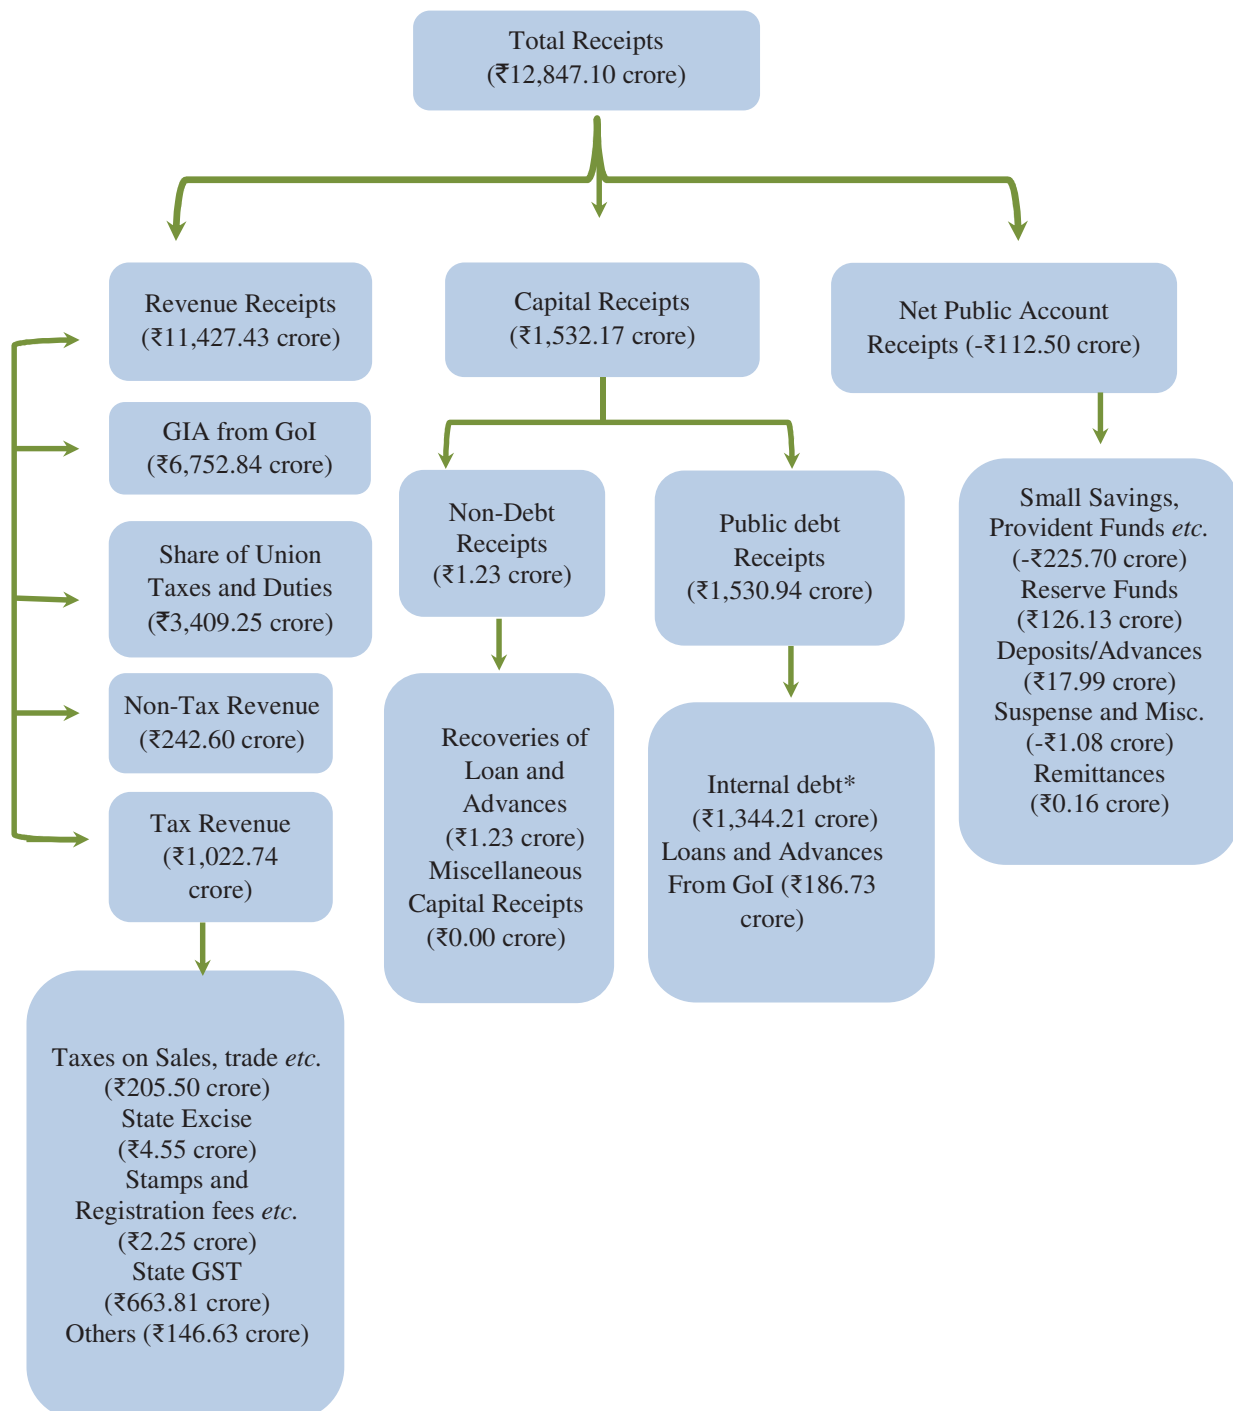 Total Receipts
(₹12,847.10 crore)
Revenue Receipts
(₹11,427.43 crore)
GIA from GoI
(₹6,752.84 crore)
Share of Union
Taxes and Duties
(₹3,409.25 crore)
Non-Tax Revenue
(₹242.60 crore)
Tax Revenue
(₹1,022.74
crore)
Taxes on Sales, trade etc.
(₹205.50 crore)
State Excise
(₹4.55 crore)
Stamps and
Registration fees etc.
(₹2.25 crore)
State GST
(₹663.81 crore)
Others (₹146.63 crore)
Capital Receipts
(₹1,532.17 crore)
Non-Debt
Receipts
(₹1.23 crore)
Recoveries of
Loan and
Advances
(₹1.23 crore)
Miscellaneous
Capital Receipts
(₹0.00 crore)
Public debt
Receipts
(₹1,530.94 crore)
Internal debt*
(₹1,344.21 crore)
Loans and Advances
From GoI (₹186.73
crore)
Net Public Account
Receipts (-₹112.50 crore)
Small Savings,
Provident Funds etc.
(-₹225.70 crore)
Reserve Funds
(₹126.13 crore)
Deposits/Advances
(₹17.99 crore)
Suspense and Misc.
(-₹1.08 crore)
Remittances
(₹0.16 crore)